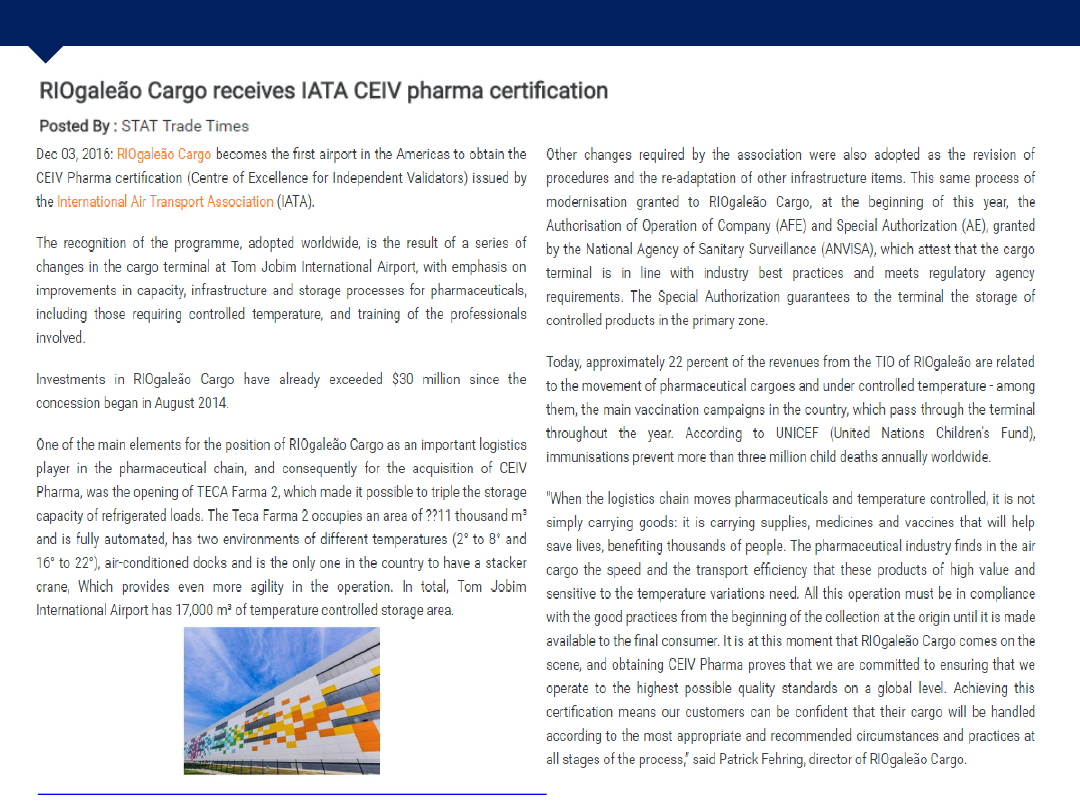 RIOgaleão Cargo receives IATA CEIV pharma certification
Posted By : STAT Trade Times
Dec 03, 2016: RIOgaleão Cargo becomes the first airport in the Americas to obtain the
CEIV Pharma certification (Centre of Excellence for Independent Validators) issued by
the International Air Transport Association (IATA).
The recognition of the programme, adopted worldwide, is the result of a series of
changes in the cargo terminal at Tom Jobim International Airport, with emphasis on
improvements in capacity, infrastructure and storage processes for pharmaceuticals,
including those requiring controlled temperature, and training of the professionals
involved.
Investments in RIOgaleão Cargo have already exceeded $30 million since the
concession began in August 2014.
One of the main elements for the position of RIOgaleão Cargo as an important logistics
player in the pharmaceutical chain, and consequently for the acquisition of CEIV
Pharma, was the opening of TECA Farma 2, which made it possible to triple the storage
capacity of refrigerated loads. The Teca Farma 2 occupies an area of ??11 thousand m³
and is fully automated, has two environments of different temperatures (2° to 8° and
16° to 22°), air-conditioned docks and is the only one in the country to have a stacker
crane, Which provides even more agility in the operation. In total, Tom Jobim
International Airport has 17,000 m³ of temperature controlled storage area.
Other changes required by the association were also adopted as the revision of
procedures and the re-adaptation of other infrastructure items. This same process of
modernisation granted to RIOgaleão Cargo, at the beginning of this year, the
Authorisation of Operation of Company (AFE) and Special Authorization (AE), granted
by the National Agency of Sanitary Surveillance (ANVISA), which attest that the cargo
terminal is in line with industry best practices and meets regulatory agency
requirements. The Special Authorization guarantees to the terminal the storage of
controlled products in the primary zone.
Today, approximately 22 percent of the revenues from the TIO of RIOgaleão are related
to the movement of pharmaceutical cargoes and under controlled temperature - among
them, the main vaccination campaigns in the country, which pass through the terminal
throughout the year. According to UNICEF (United Nations Children's Fund),
immunisations prevent more than three million child deaths annually worldwide.
"When the logistics chain moves pharmaceuticals and temperature controlled, it is not
simply carrying goods: it is carrying supplies, medicines and vaccines that will help
save lives, benefiting thousands of people. The pharmaceutical industry finds in the air
cargo the speed and the transport efficiency that these products of high value and
sensitive to the temperature variations need. All this operation must be in compliance
with the good practices from the beginning of the collection at the origin until it is made
available to the final consumer. It is at this moment that RIOgaleão Cargo comes on the
scene, and obtaining CEIV Pharma proves that we are committed to ensuring that we
operate to the highest possible quality standards on a global level. Achieving this
certification means our customers can be confident that their cargo will be handled
according to the most appropriate and recommended circumstances and practices at
all stages of the process," said Patrick Fehring, director of RIOgaleão Cargo.